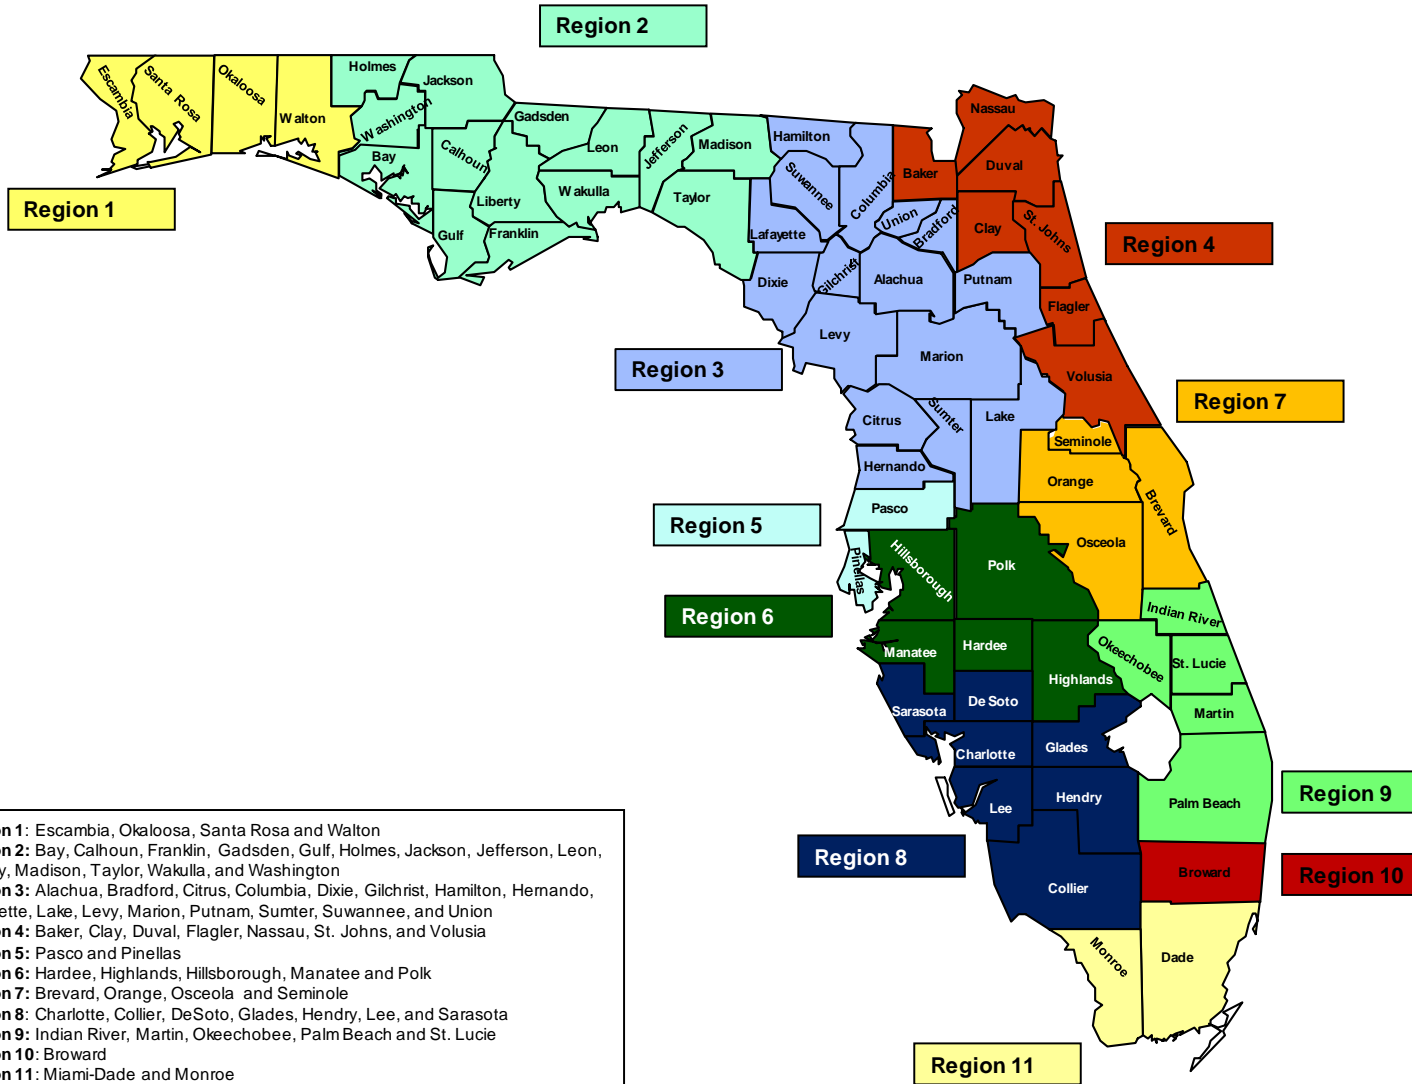 Region 2
Holmes
Jackson
Escambia
Santa Rosa
Okaloosa
Walton
Washington
Bay
Calhoun
Gadsden
Leon
Jefferson
Madison
Liberty
Wakulla
Taylor
Gulf
Franklin
Region 1
Hamilton
Suwannee
Columbia
Baker
Nassau
Duval
Union
Bradford
Clay
St. Johns
Lafayette
Region 4
Dixie
Gilchrist
Alachua
Putnam
Flagler
Levy
Marion
Volusia
Region 3
Region 7
Citrus
Sumter
Lake
Seminole
Hernando
Orange
Brevard
Pasco
Region 5
Osceola
Pinellas
Hillsborough
Polk
Region 6
Indian River
Manatee
Hardee
Okeechobee
St. Lucie
Highlands
Sarasota
De Soto
Martin
Charlotte
Glades
Lee
Hendry
Palm Beach
Region 9
Region 8
Collier
Broward
Region 10
Monroe
Dade
Region 11
on 1: Escambia, Okaloosa, Santa Rosa and Walton
on 2: Bay, Calhoun, Franklin, Gadsden, Gulf, Holmes, Jackson, Jefferson, Leon,
y, Madison, Taylor, Wakulla, and Washington
on 3: Alachua, Bradford, Citrus, Columbia, Dixie, Gilchrist, Hamilton, Hernando,
ette, Lake, Levy, Marion, Putnam, Sumter, Suwannee, and Union
on 4: Baker, Clay, Duval, Flagler, Nassau, St. Johns, and Volusia
on 5: Pasco and Pinellas
on 6: Hardee, Highlands, Hillsborough, Manatee and Polk
on 7: Brevard, Orange, Osceola and Seminole
on 8: Charlotte, Collier, DeSoto, Glades, Hendry, Lee, and Sarasota
on 9: Indian River, Martin, Okeechobee, Palm Beach and St. Lucie
on 10: Broward
on 11: Miami-Dade and Monroe